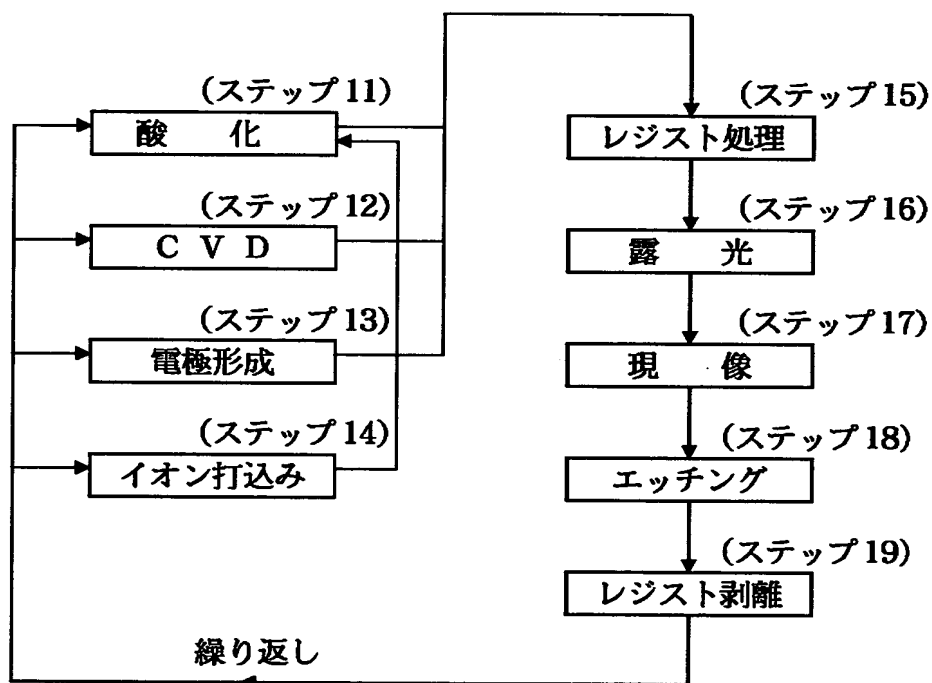 (ステップ11)
酸 化
(ステップ12)
C V D
(ステップ13)
電極形成
(ステップ14)
イオン打込み
(ステップ15)
レジスト処理
(ステップ16)
露 光
(ステップ17)
現 像
(ステップ18)
エッチング
(ステップ19)
レジスト剥離
繰り返し